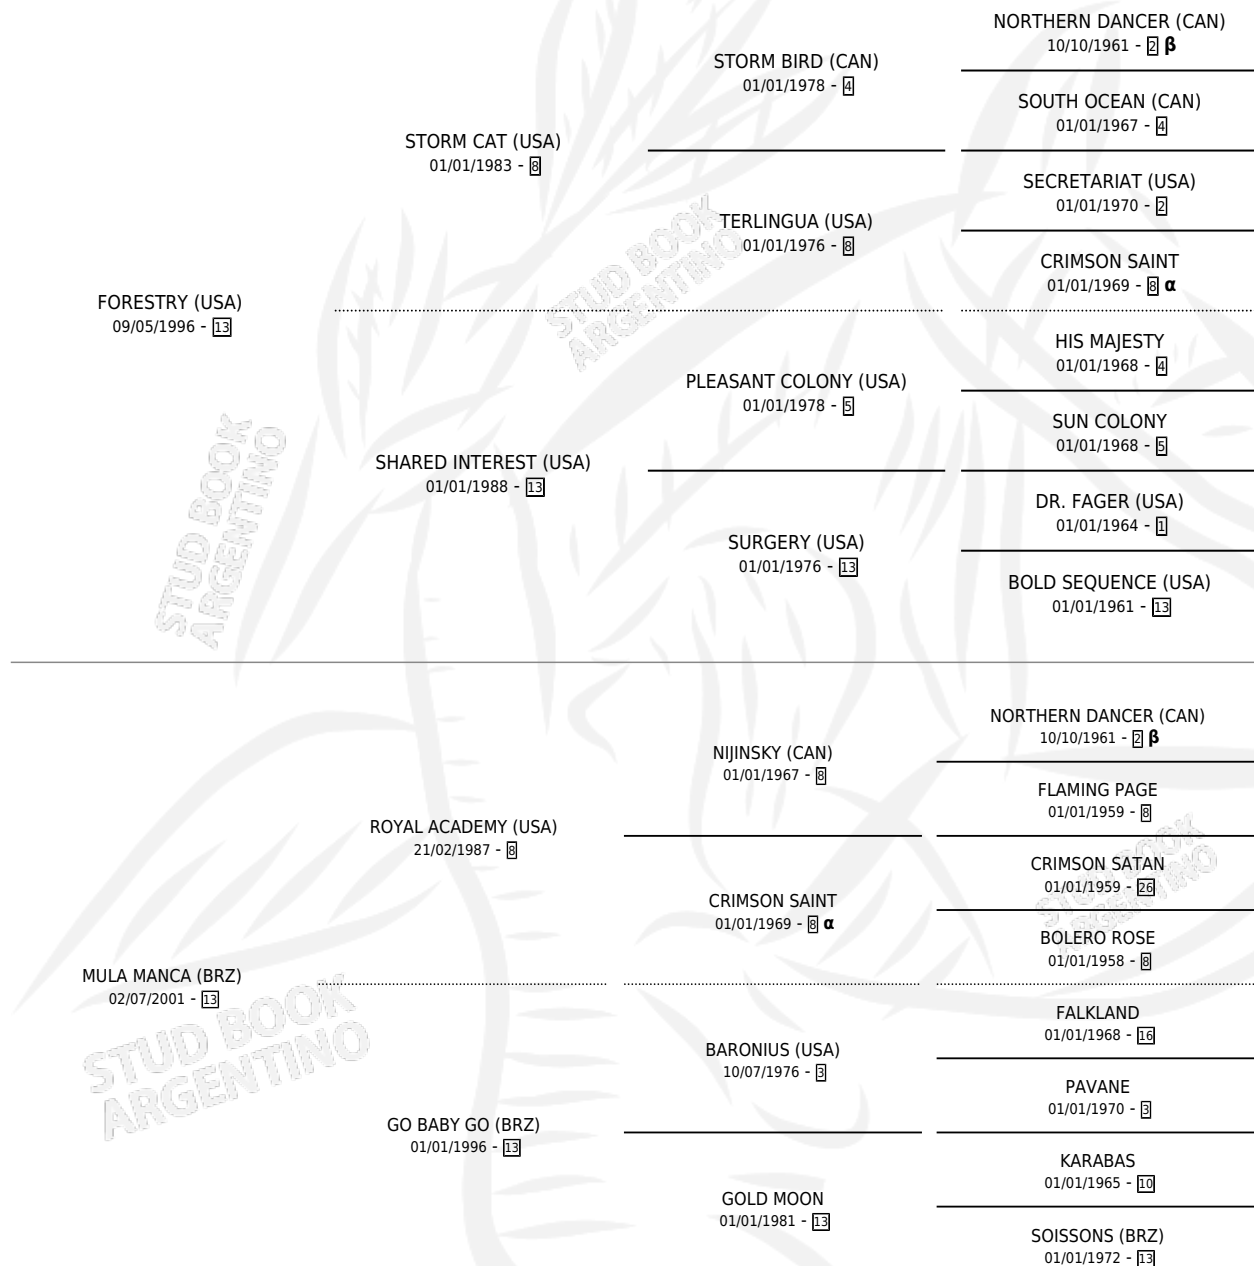 NORTHERN DANCER (CAN)
10/10/1961 - 2 β
STORM BIRD (CAN)
01/01/1978 - 4
SOUTH OCEAN (CAN)
01/01/1967 - 4
STORM CAT (USA)
01/01/1983 - 8
SECRETARIAT (USA)
01/01/1970 - 2
TERLINGUA (USA)
01/01/1976 - 8
CRIMSON SAINT
01/01/1969 - 8 α
STUD BOOK
ARGENTINO
FORESTRY (USA)
09/05/1996 - 13
HIS MAJESTY
01/01/1968 - 4
PLEASANT COLONY (USA)
01/01/1978 - 5
SUN COLONY
01/01/1968 - 5
SHARED INTEREST (USA)
01/01/1988 - 13
STUD BOOK
ARGENTINO
DR. FAGER (USA)
01/01/1964 - 1
SURGERY (USA)
01/01/1976 - 13
BOLD SEQUENCE (USA)
01/01/1961 - 13
NORTHERN DANCER (CAN)
10/10/1961 - 2 β
NIJINSKY (CAN)
01/01/1967 - 8
FLAMING PAGE
01/01/1959 - 8
ROYAL ACADEMY (USA)
21/02/1987 - 8
CRIMSON SATAN
01/01/1959 - 26
STUD BOOK
ARGENTINO
CRIMSON SAINT
01/01/1969 - 8 α
BOLERO ROSE
01/01/1958 - 8
MULA MANCA (BRZ)
02/07/2001 - 13
STUD BOOK
ARGENTINO
FALKLAND
01/01/1968 - 16
BARONIUS (USA)
10/07/1976 - 3
PAVANE
01/01/1970 - 3
GO BABY GO (BRZ)
01/01/1996 - 13
KARABAS
01/01/1965 - 10
GOLD MOON
01/01/1981 - 13
SOISSONS (BRZ)
01/01/1972 - 13